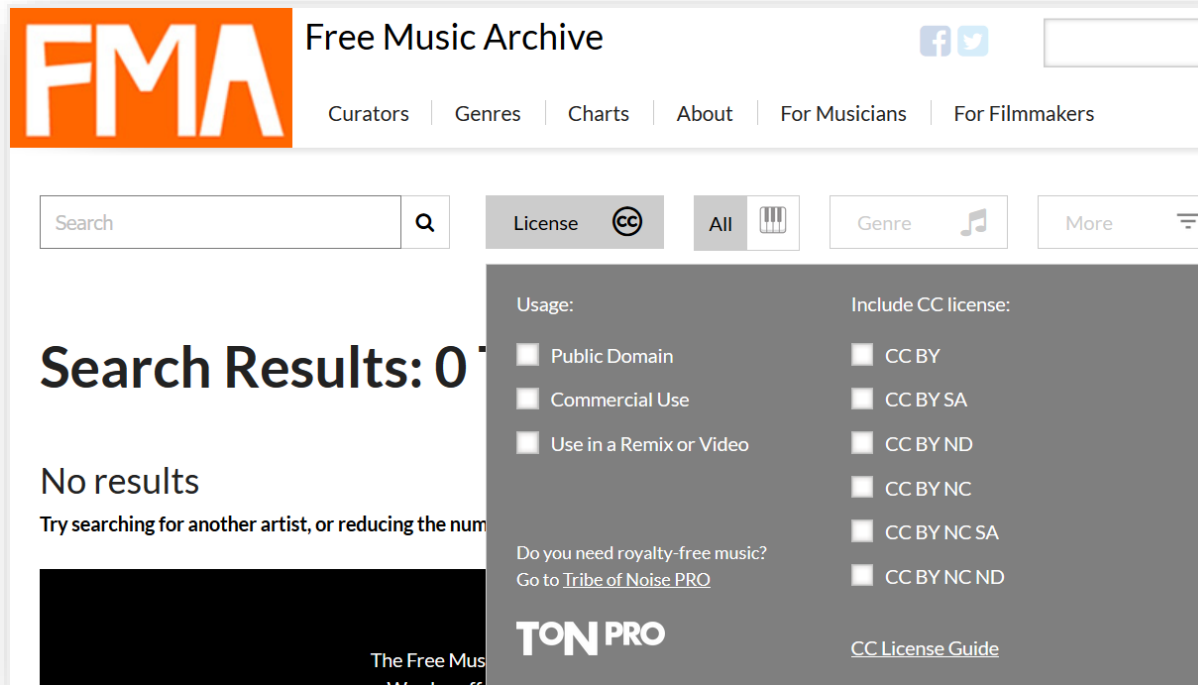 FMA
Free Music Archive
Curators
Genres
Charts
About
For Musicians
For Filmmakers
Search
License
cc
All
Genre
More
Usage:
Include CC license:
Public Domain
CC BY
Commercial Use
CC BY SA
Use in a Remix or Video
CC BY ND
CC BY NC
CC BY NC SA
CC BY NC ND
Search Results: 0
No results
Try searching for another artist, or reducing the
Do you need royalty-free music?
Go to Tribe of Noise PRO
TON PRO
CC License Guide
The Free